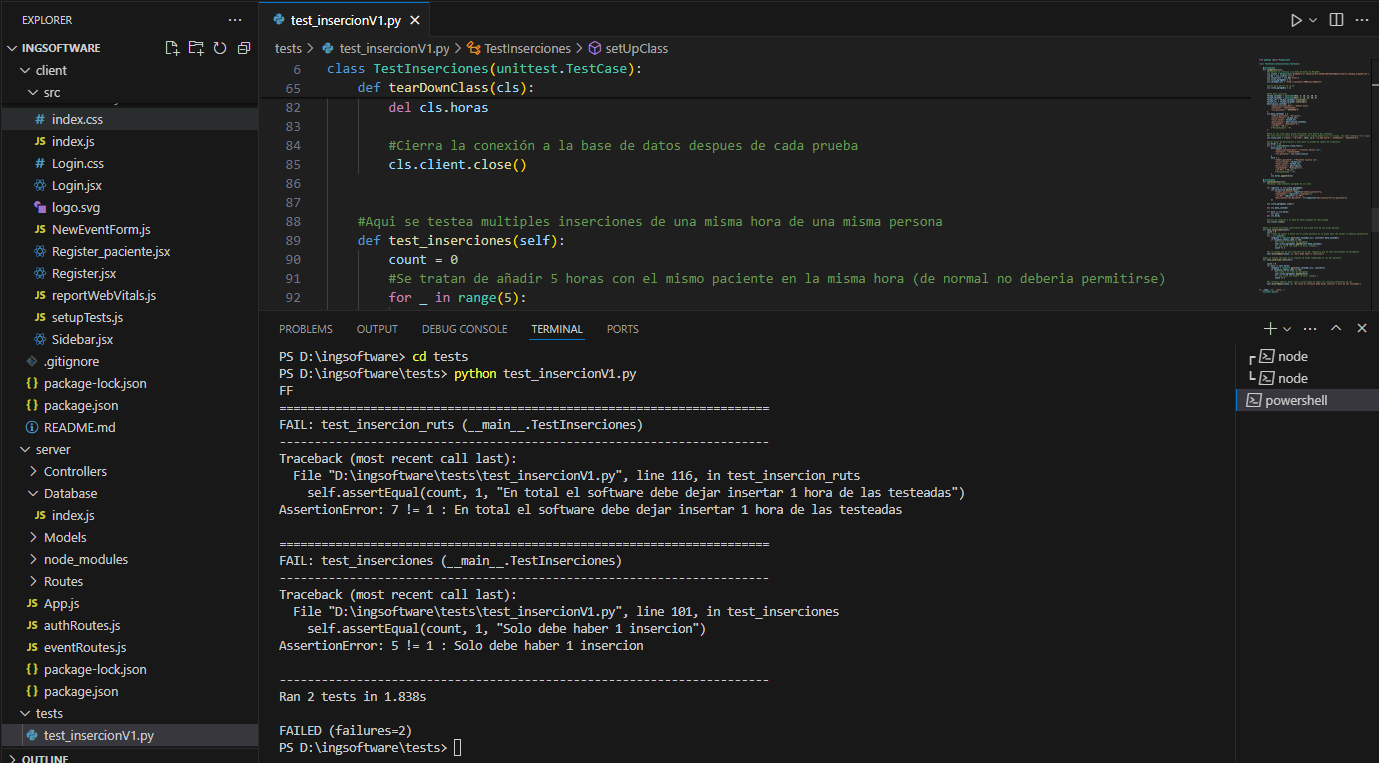 EXPLORER
INGSOFTWARE
client
src
index.css
index.js
Login.css
Login.jsx
logo.svg
NewEventForm.js
Register_paciente.jsx
Register.jsx
reportWebVitals.js
setupTests.js
Sidebar.jsx
.gitignore
package-lock.json
package.json
README.md
server
Controllers
Database
index.js
Models
node_modules
Routes
App.js
authRoutes.js
eventRoutes.js
package-lock.json
package.json
tests
test_insercionV1.py
OUTLINE
test_insercionV1.py
tests > test_insercionV1.py > TestInserciones > setUpClass
6 class TestInserciones(unittest.TestCase):
65 def tearDownClass(cls):
82 del cls.horas
83
84 #Cierra la conexión a la base de datos despues de cada prueba
85 cls.client.close()
86
87
88 #Aqui se testea multiples inserciones de una misma hora de una misma persona
89 def test_inserciones(self):
90 count = 0
91 #Se tratan de añadir 5 horas con el mismo paciente en la misma hora (de normal no deberia permitirse)
92 for _ in range(5):
PROBLEMS OUTPUT DEBUG CONSOLE TERMINAL PORTS
PS D:\ingsoftware> cd tests
PS D:\ingsoftware\tests> python test_insercionV1.py
FF
======================================================================
FAIL: test_insercion_ruts (__main__.TestInserciones)
----------------------------------------------------------------------
Traceback (most recent call last):
File "D:\ingsoftware\tests\test_insercionV1.py", line 116, in test_insercion_ruts
self.assertEqual(count, 1, "En total el software debe dejar insertar 1 hora de las testeadas")
AssertionError: 7 != 1 : En total el software debe dejar insertar 1 hora de las testeadas
======================================================================
FAIL: test_inserciones (__main__.TestInserciones)
----------------------------------------------------------------------
Traceback (most recent call last):
File "D:\ingsoftware\tests\test_insercionV1.py", line 101, in test_inserciones
self.assertEqual(count, 1, "Solo debe haber 1 insercion")
AssertionError: 5 != 1 : Solo debe haber 1 insercion
----------------------------------------------------------------------
Ran 2 tests in 1.838s
FAILED (failures=2)
PS D:\ingsoftware\tests>
node
node
powershell